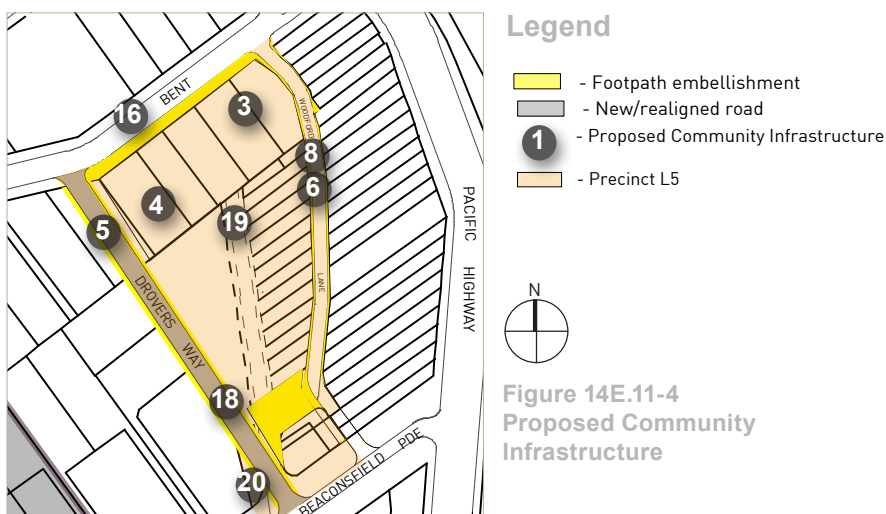 Legend
- Footpath embellishment
- New/realigned road
1 - Proposed Community Infrastructure
- Precinct L5
N
Figure 14E.11-4
Proposed Community
Infrastructure
BENT
WOODFORD
LANE
DROVERS WAY
BEACONSFIELD PDE
PACIFIC HIGHWAY
16
3
8
6
4
19
5
18
20